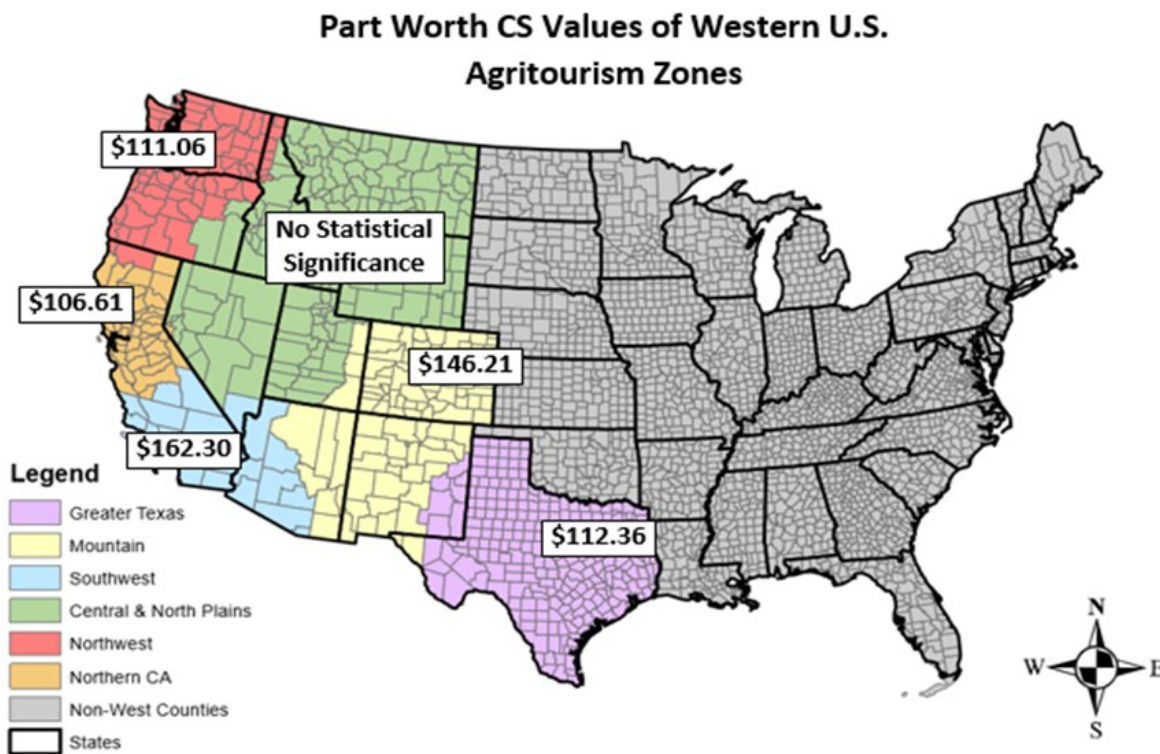 Part Worth CS Values of Western U.S.
Agritourism Zones
$111.06
No Statistical
Significance
$106.61
$146.21
$162.30
$112.36
Legend
Greater Texas
Mountain
Southwest
Central & North Plains
Northwest
Northern CA
Non-West Counties
States
N
W
E
S